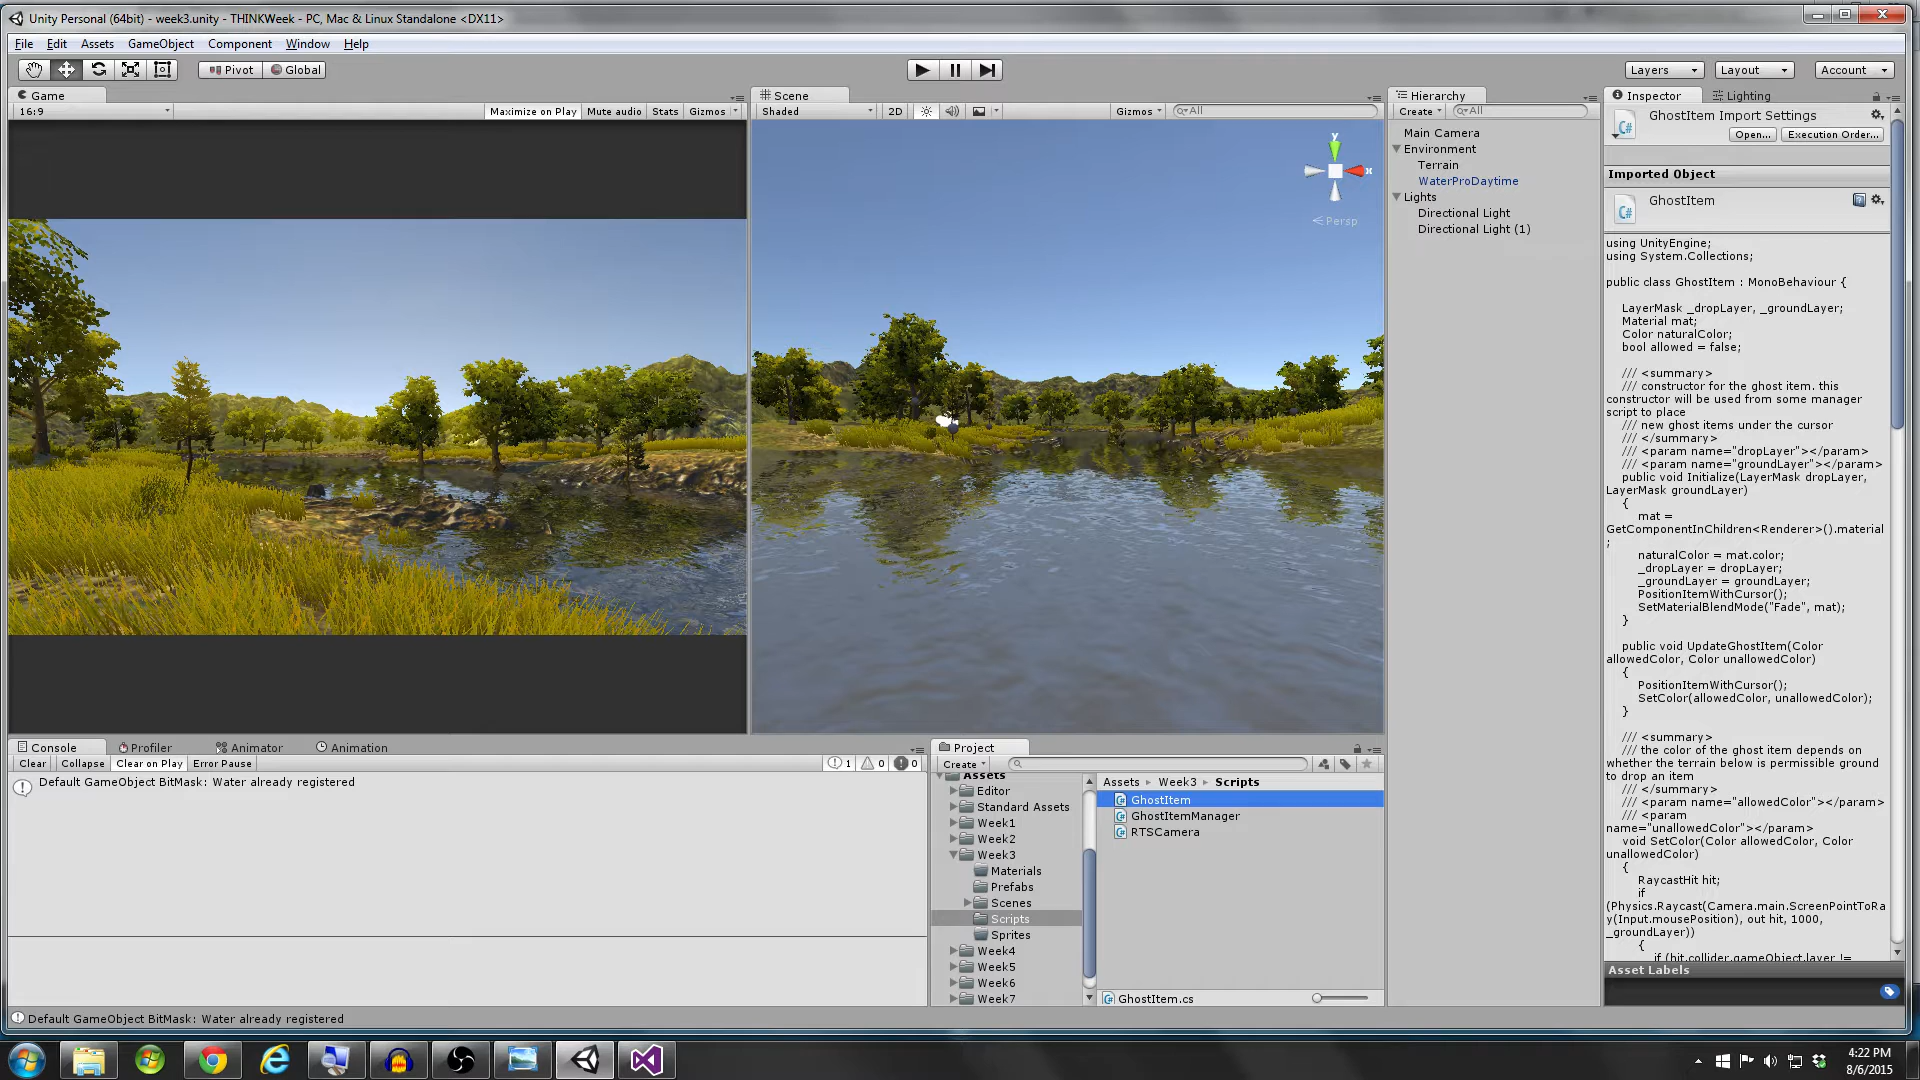 Unity Personal (64bit) - week3.unity - THINKWeek - PC, Mac & Linux Standalone <DX11>
File Edit Assets GameObject Component Window Help
Pivot Global
Layers Layout Account
Game
16:9 Maximize on Play Mute audio Stats Gizmos
Scene
Shaded 2D Gizmos All
y
x
Persp
Hierarchy
Create All
Main Camera
Environment
Terrain
WaterProDaytime
Lights
Directional Light
Directional Light (1)
Inspector Lighting
GhostItem Import Settings
Open... Execution Order...
Imported Object
GhostItem
using UnityEngine;
using System.Collections;
public class GhostItem : MonoBehaviour {
LayerMask _dropLayer, _groundLayer;
Material mat;
Color naturalColor;
bool allowed = false;
/// <summary>
/// constructor for the ghost item. this
constructor will be used from some manager
script to place
/// new ghost items under the cursor
/// </summary>
/// <param name="dropLayer"></param>
/// <param name="groundLayer"></param>
public void Initialize(LayerMask dropLayer,
LayerMask groundLayer)
{
mat =
GetComponentInChildren<Renderer>().material
;
naturalColor = mat.color;
_dropLayer = dropLayer;
_groundLayer = groundLayer;
PositionItemWithCursor();
SetMaterialBlendMode("Fade", mat);
}
public void UpdateGhostItem(Color
allowedColor, Color unallowedColor)
{
PositionItemWithCursor();
SetColor(allowedColor, unallowedColor);
}
/// <summary>
/// the color of the ghost item depends on
whether the terrain below is permissible ground
to drop an item
/// </summary>
/// <param name="allowedColor"></param>
/// <param
name="unallowedColor"></param>
void SetColor(Color allowedColor, Color
unallowedColor)
{
RaycastHit hit;
if
(Physics.Raycast(Camera.main.ScreenPointToRa
y(Input.mousePosition), out hit, 1000,
_groundLayer))
{
if (hit.collider.gameObject.layer !=
Asset Labels
Console Profiler Animator Animation
Clear Collapse Clear on Play Error Pause 1 0 0
Default GameObject BitMask: Water already registered
Project
Create
Assets
Editor
Standard Assets
Week1
Week2
Week3
Materials
Prefabs
Scenes
Scripts
Sprites
Week4
Week5
Week6
Week7
Assets Week3 Scripts
GhostItem
GhostItemManager
RTSCamera
GhostItem.cs
Default GameObject BitMask: Water already registered
4:22 PM
8/6/2015